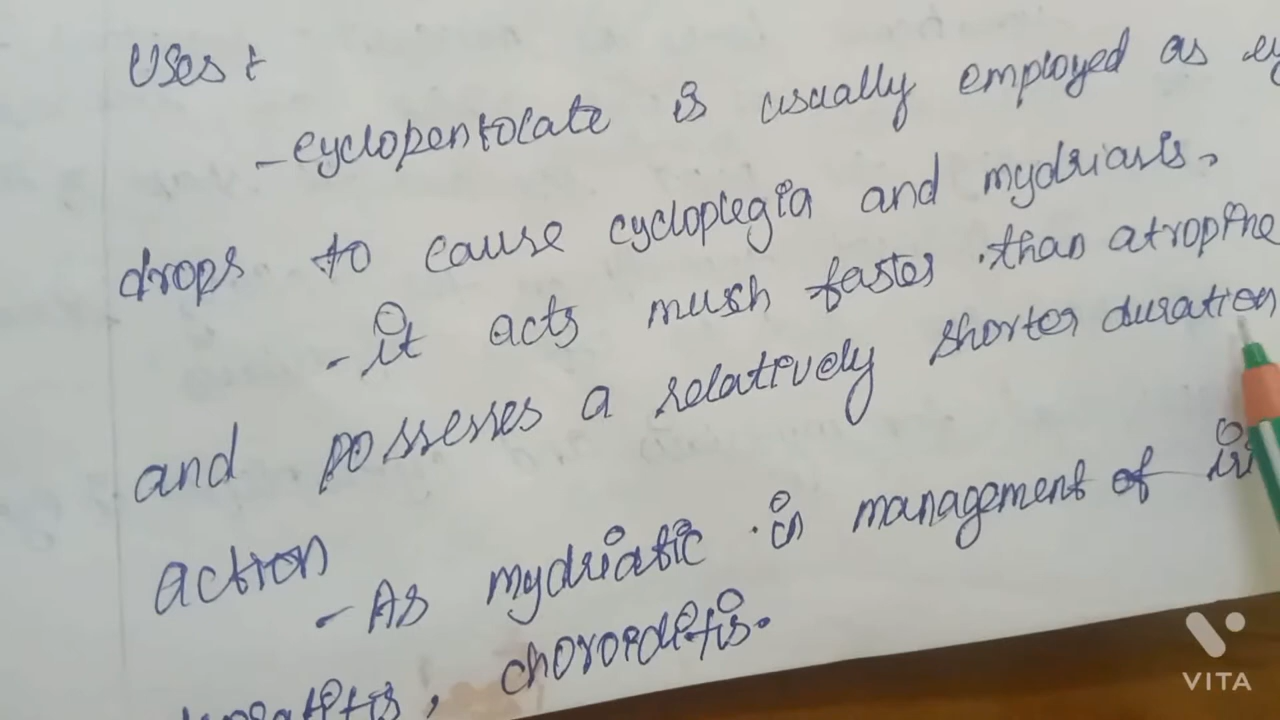 Uses :
- cyclopentolate is usually employed as ey
drops to cause cycloplegia and mydriasis.
- it acts much faster than atropine
and possesses a relatively shorter duration
action
- As mydriatic in management of
, choroiditis.
VITA